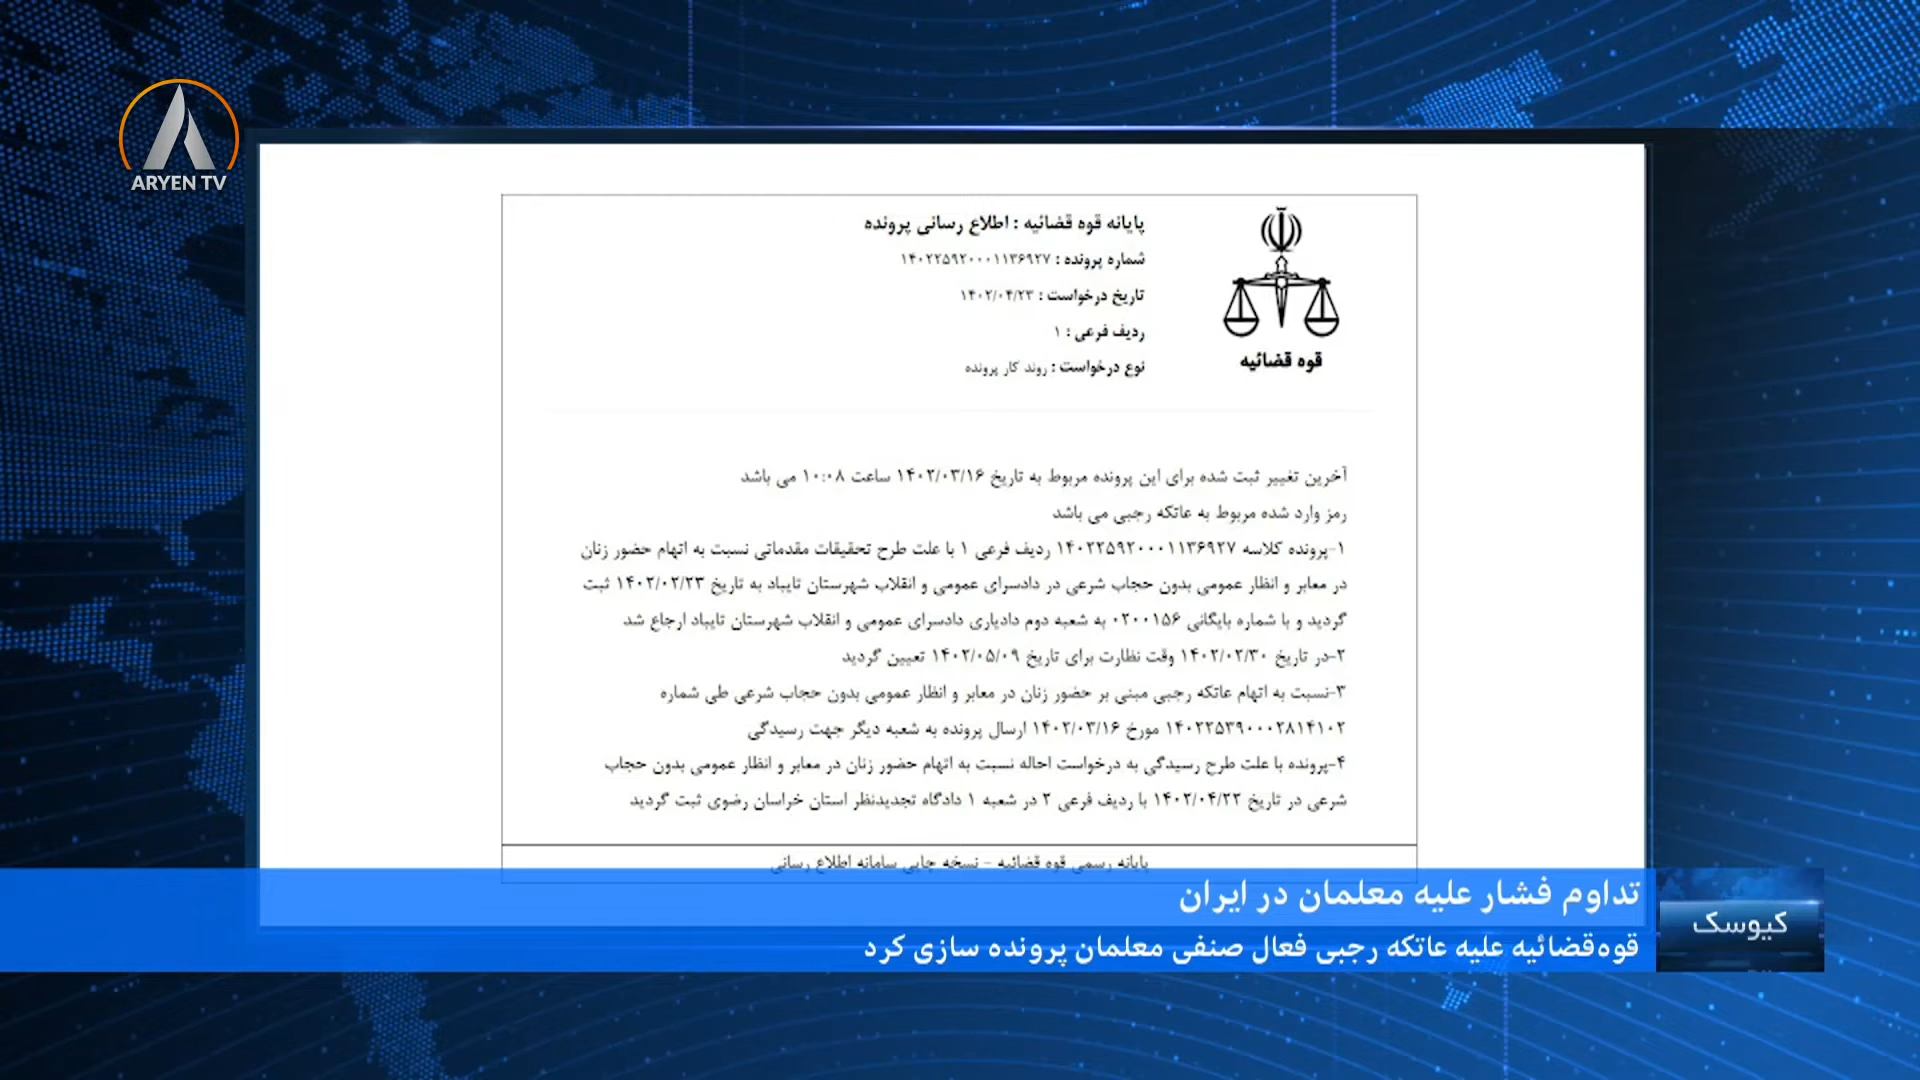 ARYEN TV
پایانه قوه قضائیه : اطلاع رسانی پرونده
شماره پرونده : ۱۴۰۲۲۵۹۲۰۰۰۱۱۳۶۹۲۷
تاریخ درخواست : ۱۴۰۲/۰۴/۲۳
ردیف فرعی : ۱
نوع درخواست : روند کار پرونده
قوه قضائیه
آخرین تغییر ثبت شده برای این پرونده مربوط به تاریخ ۱۴۰۲/۰۳/۱۶ ساعت ۱۰:۰۸ می باشد
رمز وارد شده مربوط به عاتکه رجبی می باشد
۱-پرونده کلاسه ۱۴۰۲۲۵۹۲۰۰۰۱۱۳۶۹۲۷ ردیف فرعی ۱ با علت طرح تحقیقات مقدماتی نسبت به اتهام حضور زنان
در معابر و انظار عمومی بدون حجاب شرعی در دادسرای عمومی و انقلاب شهرستان تایباد به تاریخ ۱۴۰۲/۰۲/۲۳ ثبت
گردید و با شماره بایگانی ۰۲۰۰۱۵۶ به شعبه دوم دادیاری دادسرای عمومی و انقلاب شهرستان تایباد ارجاع شد
۲-در تاریخ ۱۴۰۲/۰۲/۳۰ وقت نظارت برای تاریخ ۱۴۰۲/۰۵/۰۹ تعیین گردید
۳-نسبت به اتهام عاتکه رجبی مبنی بر حضور زنان در معابر و انظار عمومی بدون حجاب شرعی طی شماره
۱۴۰۲۲۵۳۹۰۰۰۲۸۱۴۱۰۲ مورخ ۱۴۰۲/۰۳/۱۶ ارسال پرونده به شعبه دیگر جهت رسیدگی
۴-پرونده با علت طرح رسیدگی به درخواست احاله نسبت به اتهام حضور زنان در معابر و انظار عمومی بدون حجاب
شرعی در تاریخ ۱۴۰۲/۰۴/۲۲ با ردیف فرعی ۲ در شعبه ۱ دادگاه تجدیدنظر استان خراسان رضوی ثبت گردید
پایانه رسمی قوه قضائیه - نسخه چاپی سامانه اطلاع رسانی
تداوم فشار علیه معلمان در ایران
کیوسک
قوه‌قضائیه علیه عاتکه رجبی فعال صنفی معلمان پرونده سازی کرد